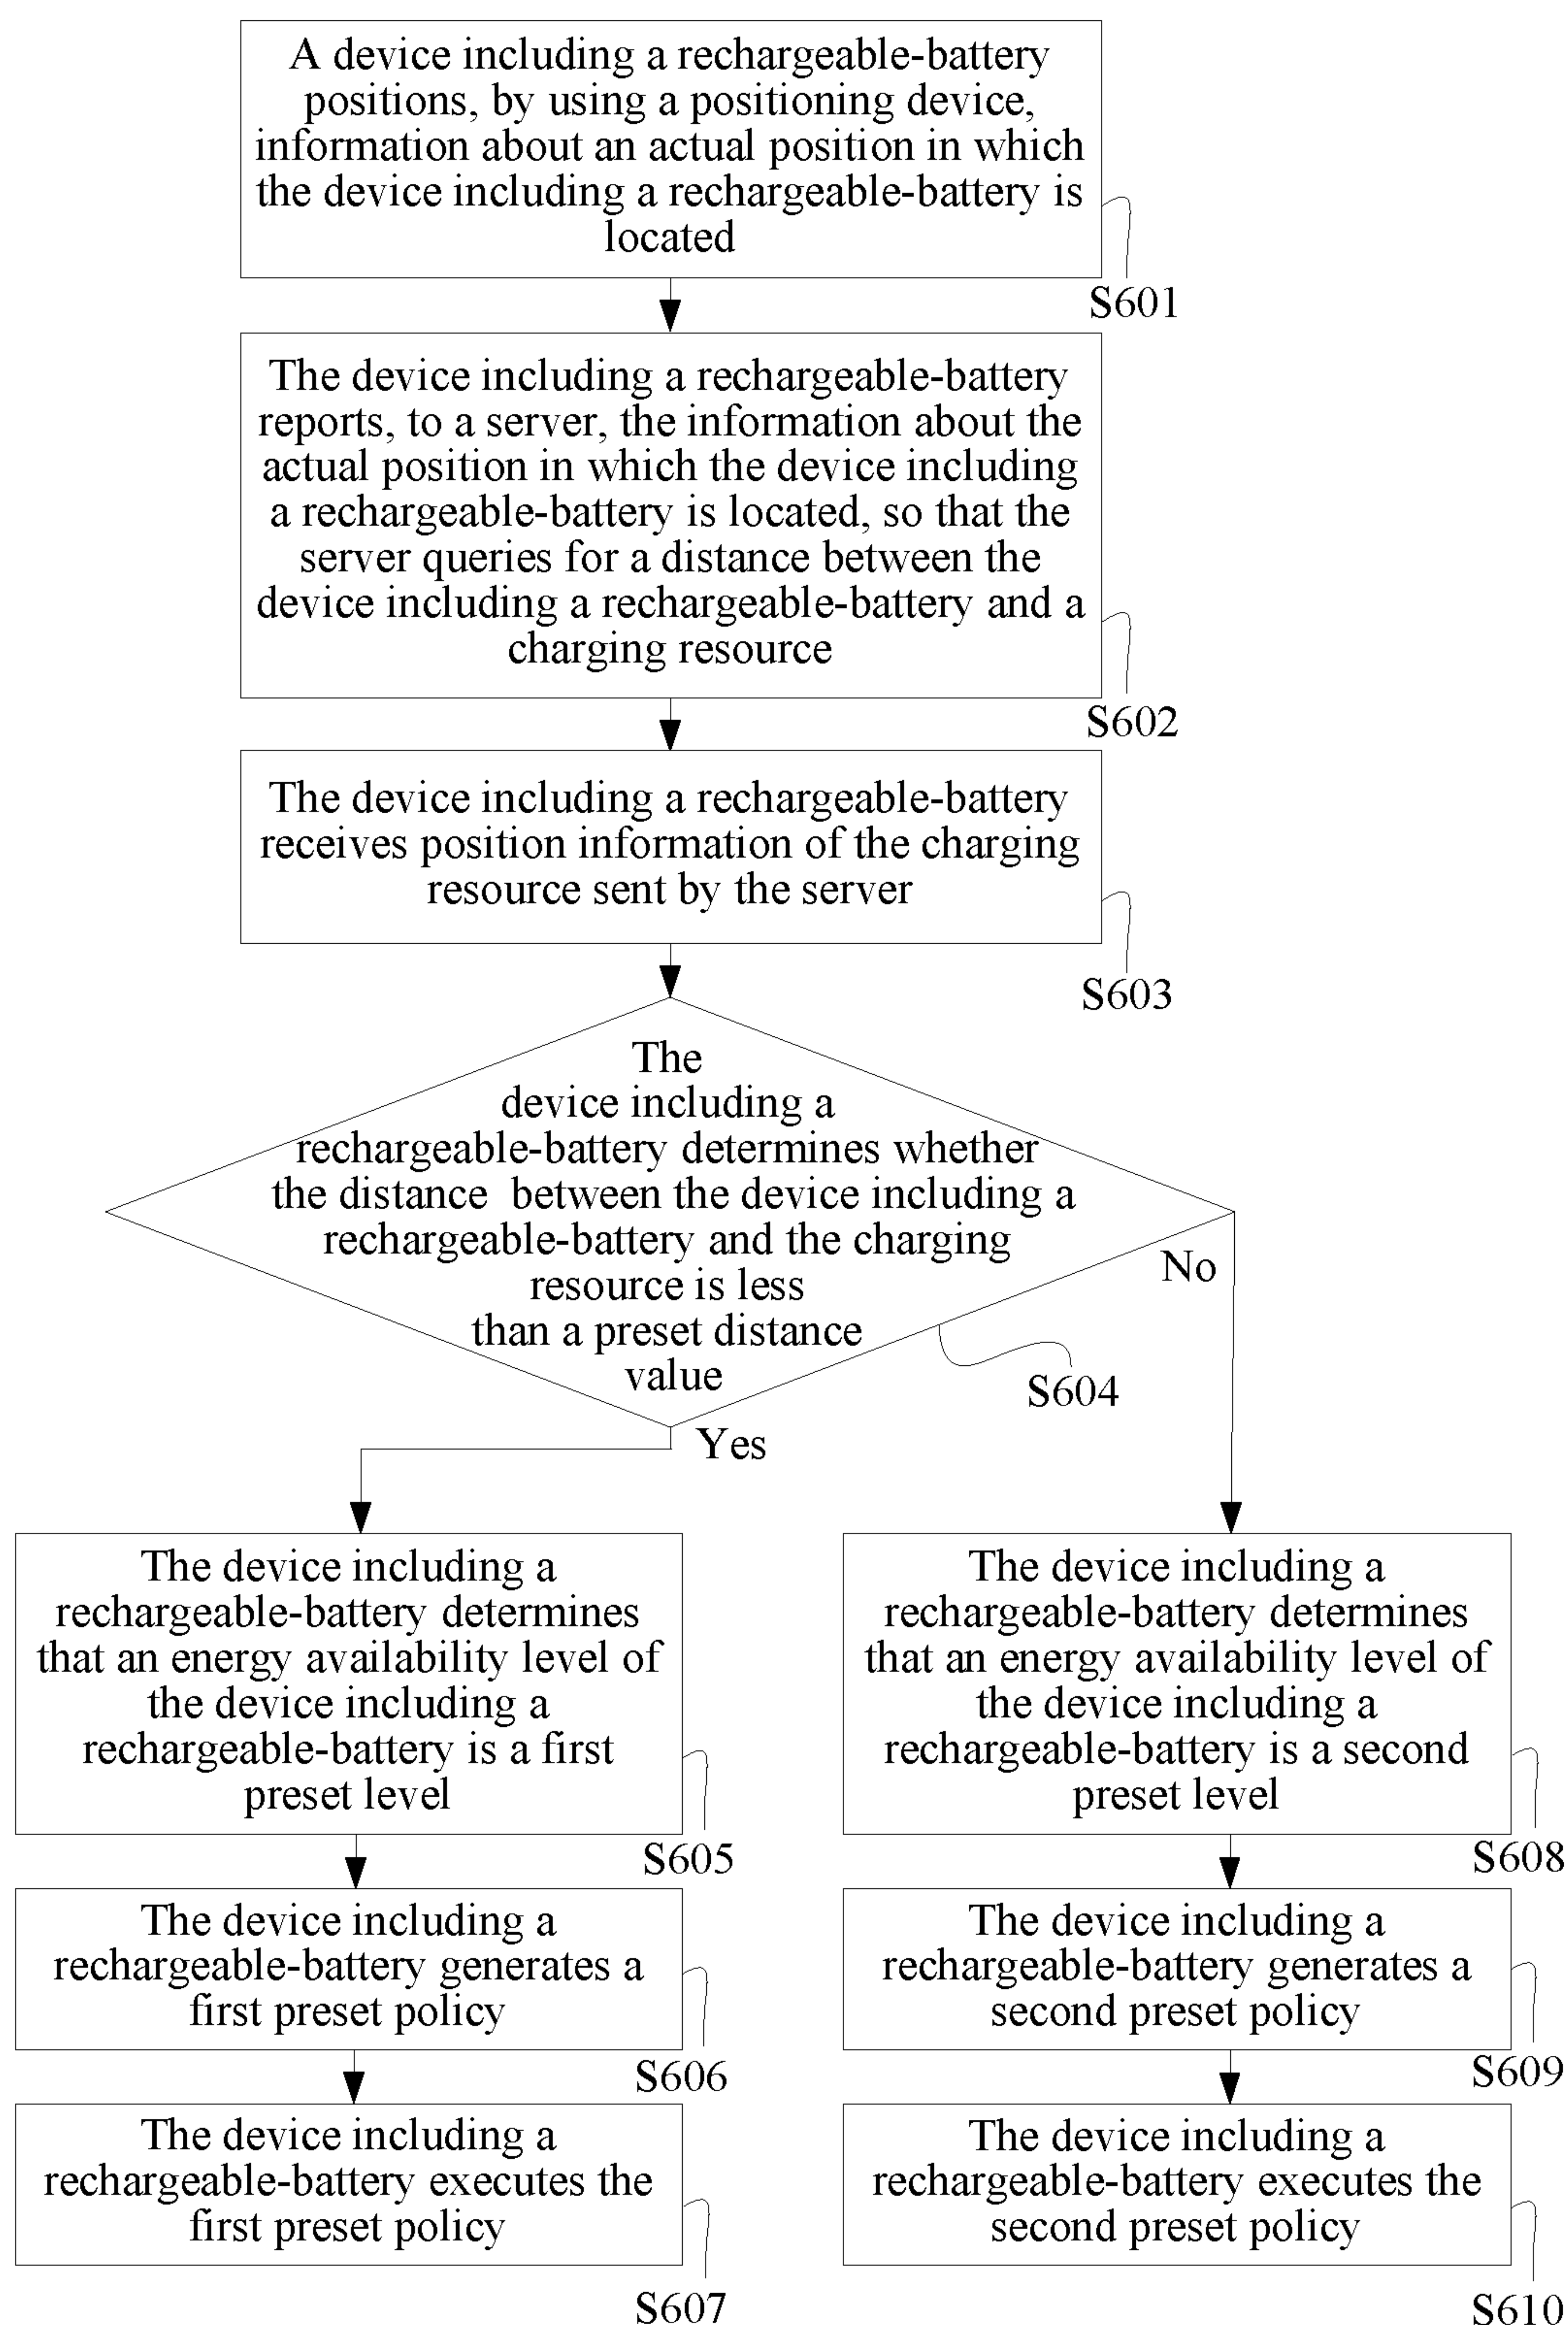 A device including a rechargeable-battery
positions, by using a positioning device,
information about an actual position in which
the device including a rechargeable-battery is
located
S601
The device including a rechargeable-battery
reports, to a server, the information about the
actual position in which the device including
a rechargeable-battery is located, so that the
server queries for a distance between the
device including a rechargeable-battery and a
charging resource
S602
The device including a rechargeable-battery
receives position information of the charging
resource sent by the server
S603
The
device including a
rechargeable-battery determines whether
the distance between the device including a
rechargeable-battery and the charging
resource is less
than a preset distance
value
No
S604
Yes
The device including a
rechargeable-battery determines
that an energy availability level of
the device including a
rechargeable-battery is a first
preset level
S605
The device including a
rechargeable-battery generates a
first preset policy
S606
The device including a
rechargeable-battery executes the
first preset policy
S607
The device including a
rechargeable-battery determines
that an energy availability level of
the device including a
rechargeable-battery is a second
preset level
S608
The device including a
rechargeable-battery generates a
second preset policy
S609
The device including a
rechargeable-battery executes the
second preset policy
S610